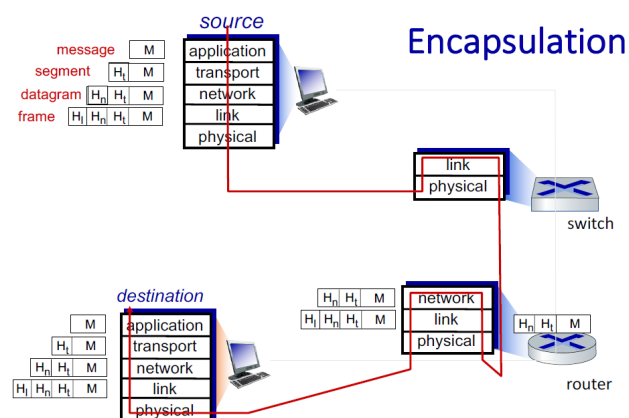 source
Encapsulation
message M
application
segment Ht M
transport
datagram Hn Ht M
network
frame Hl Hn Ht M
link
physical
link
physical
switch
destination
Hn Ht M
network
M
application
Hl Hn Ht M
link
Hn Ht M
Ht M
transport
physical
Hn Ht M
network
router
Hl Hn Ht M
link
physical